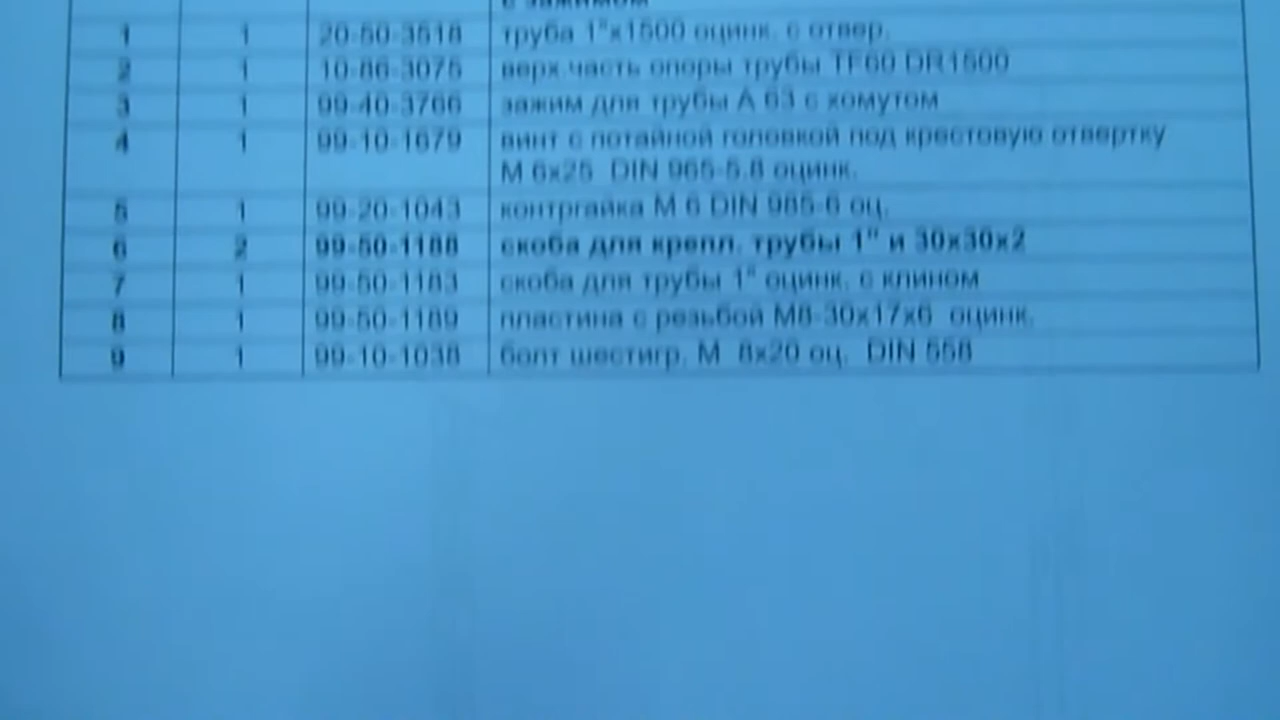 с зажимом
1 1 20-50-3518 труба 1"x1500 оцинк. с отвер.
2 1 10-86-3075 верх.часть опоры трубы TF60 DR1500
3 1 99-40-3766 зажим для трубы А 63 с хомутом
4 1 99-10-1679 винт с потайной головкой под крестовую отвертку
М 6x25 DIN 965-5.8 оцинк.
5 1 99-20-1043 контргайка М 6 DIN 985-6 оц.
6 2 99-50-1188 скоба для крепл. трубы 1" и 30x30x2
7 1 99-50-1183 скоба для трубы 1" оцинк. с клином
8 1 99-50-1189 пластина с резьбой М8-30x17x6 оцинк.
9 1 99-10-1038 болт шестигр. М 8x20 оц. DIN 558